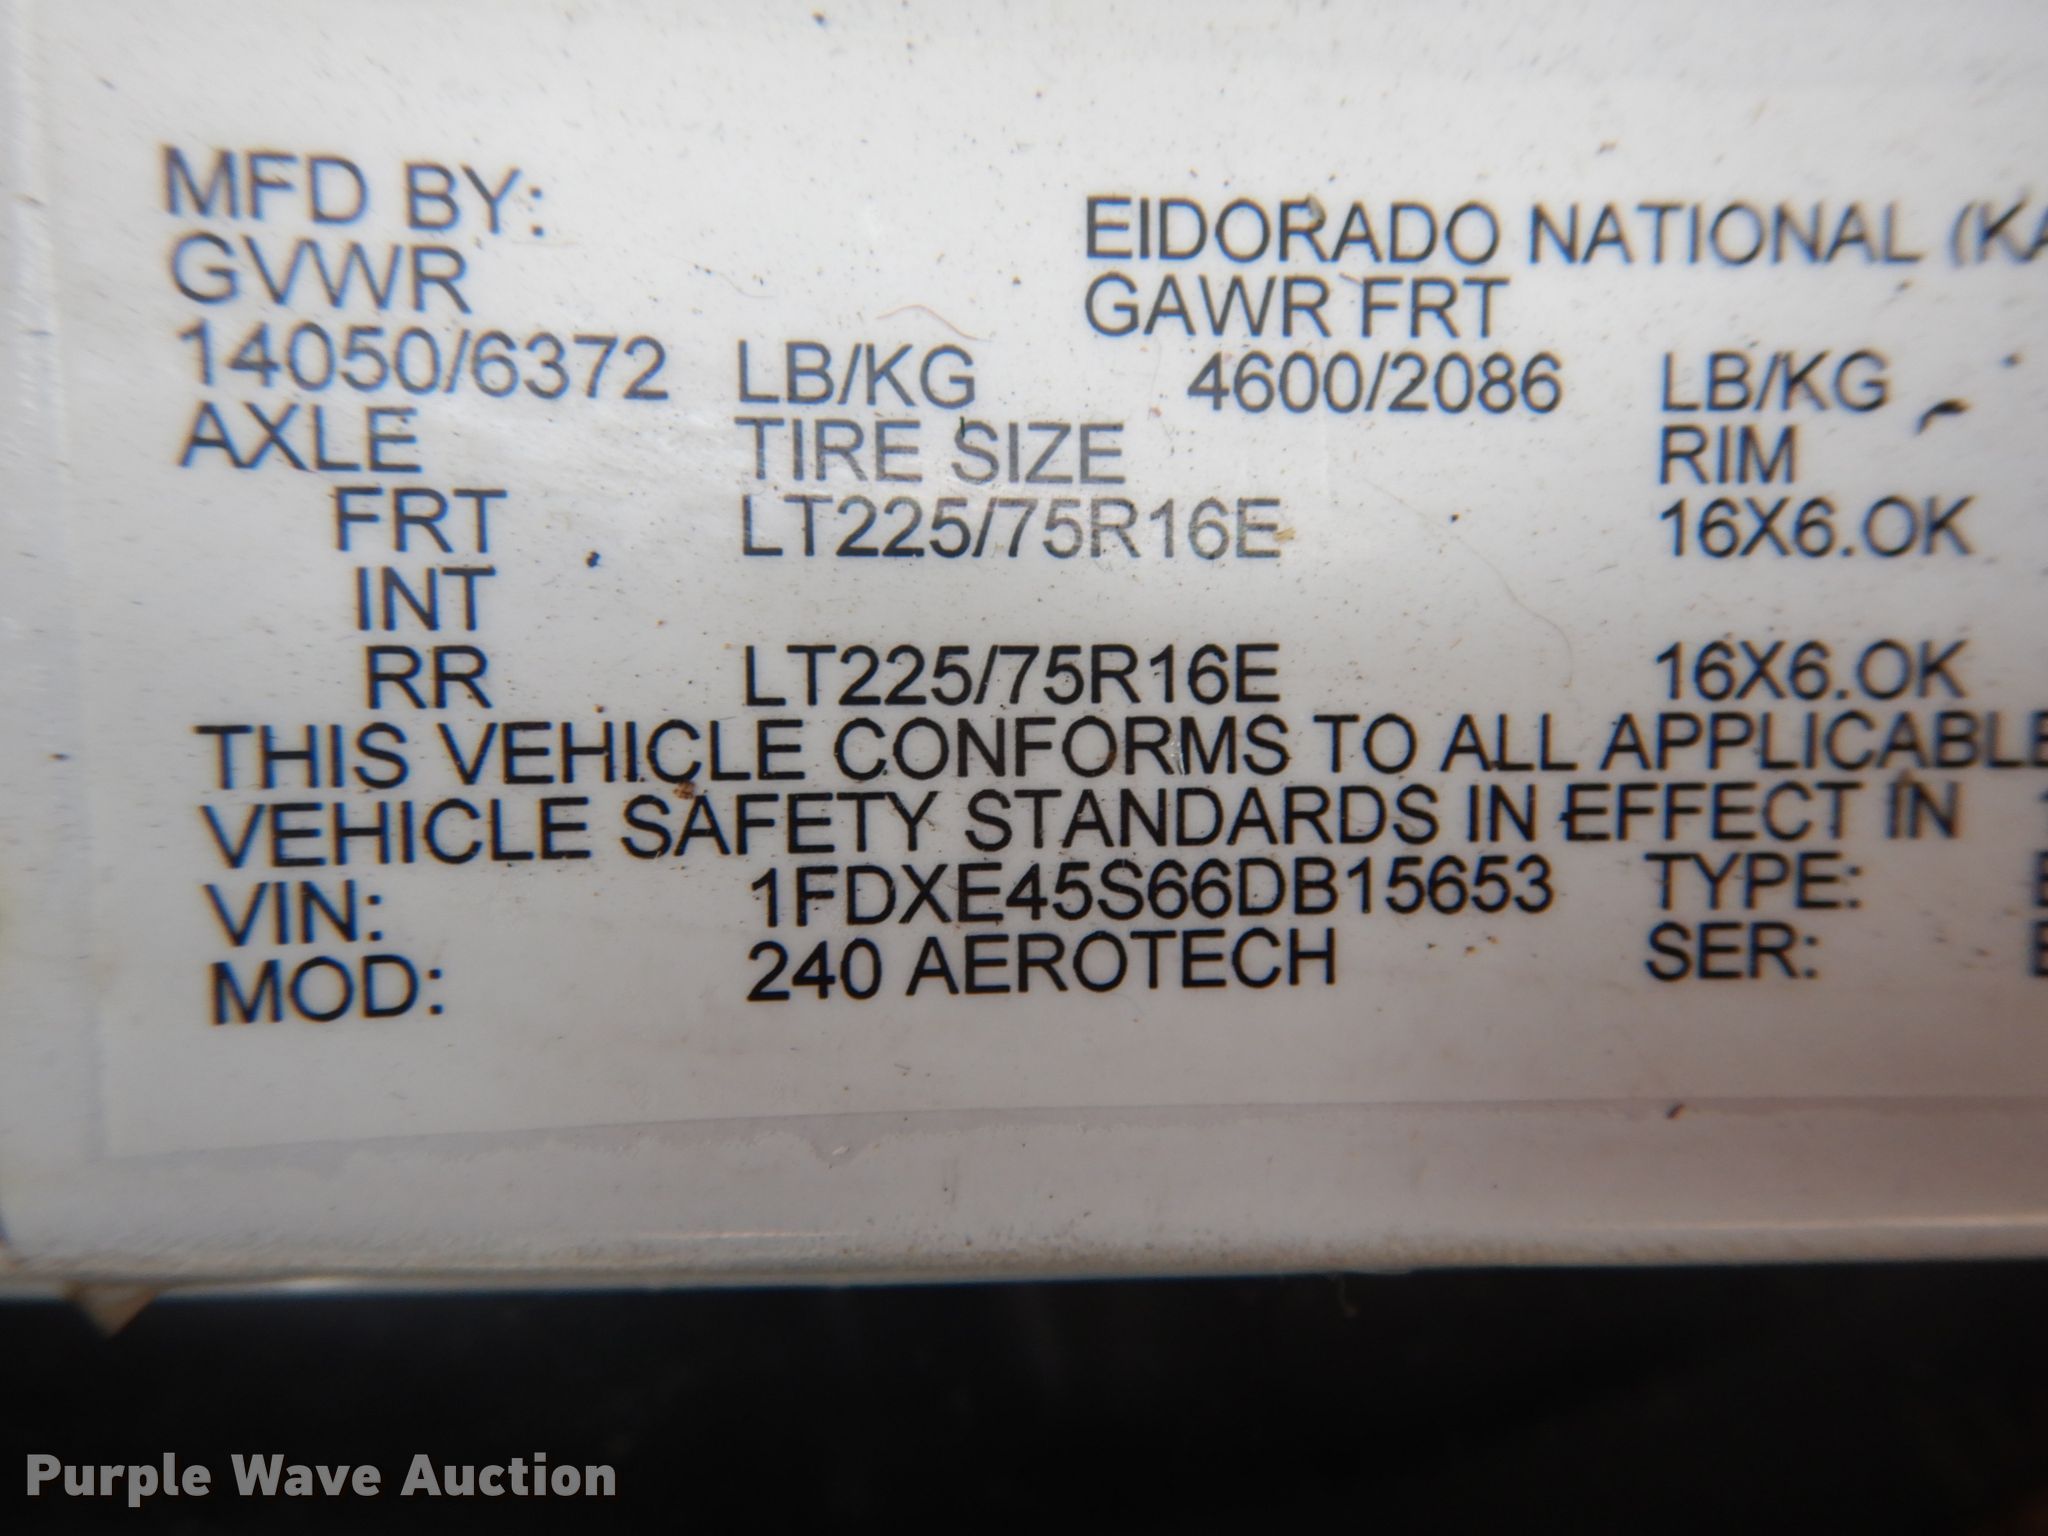 MFD BY: EIDORADO NATIONAL (KA
GVWR GAWR FRT
14050/6372 LB/KG 4600/2086 LB/KG
AXLE TIRE SIZE RIM
FRT LT225/75R16E 16X6.OK
INT
RR LT225/75R16E 16X6.OK
THIS VEHICLE CONFORMS TO ALL APPLICABLE
VEHICLE SAFETY STANDARDS IN EFFECT IN
VIN: 1FDXE45S66DB15653 TYPE:
MOD: 240 AEROTECH SER:
Purple Wave Auction